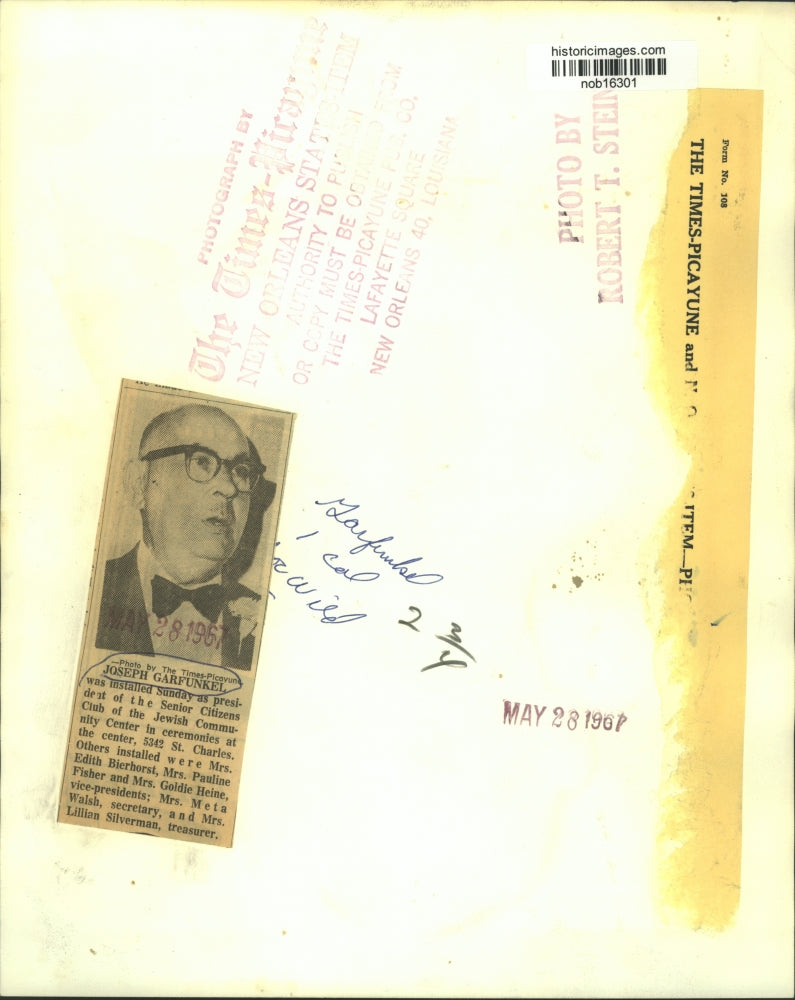 historicimages.com
nob16301
PHOTOGRAPH BY
The Times-Picayune
NEW ORLEANS STATES-ITEM
AUTHORITY TO PUBLISH
OR COPY MUST BE OBTAINED FROM
THE TIMES-PICAYUNE PUB. CO.
LAFAYETTE SQUARE
NEW ORLEANS 40, LOUISIANA
PHOTO BY
ROBERT T. STEIN
Form No. 108
THE TIMES-PICAYUNE and N O ITEM—PH
Garfunkel
1 col
2
MAY 28 1967
MAY 28 1967
—Photo by The Times-Picayune
JOSEPH GARFUNKEL
was installed Sunday as presi-
dent of the Senior Citizens
Club of the Jewish Commu-
nity Center in ceremonies at
the center, 5342 St. Charles.
Others installed were Mrs.
Edith Bierhorst, Mrs. Pauline
Fisher and Mrs. Goldie Heine,
vice-presidents; Mrs. Meta
Walsh, secretary, and Mrs.
Lillian Silverman, treasurer.